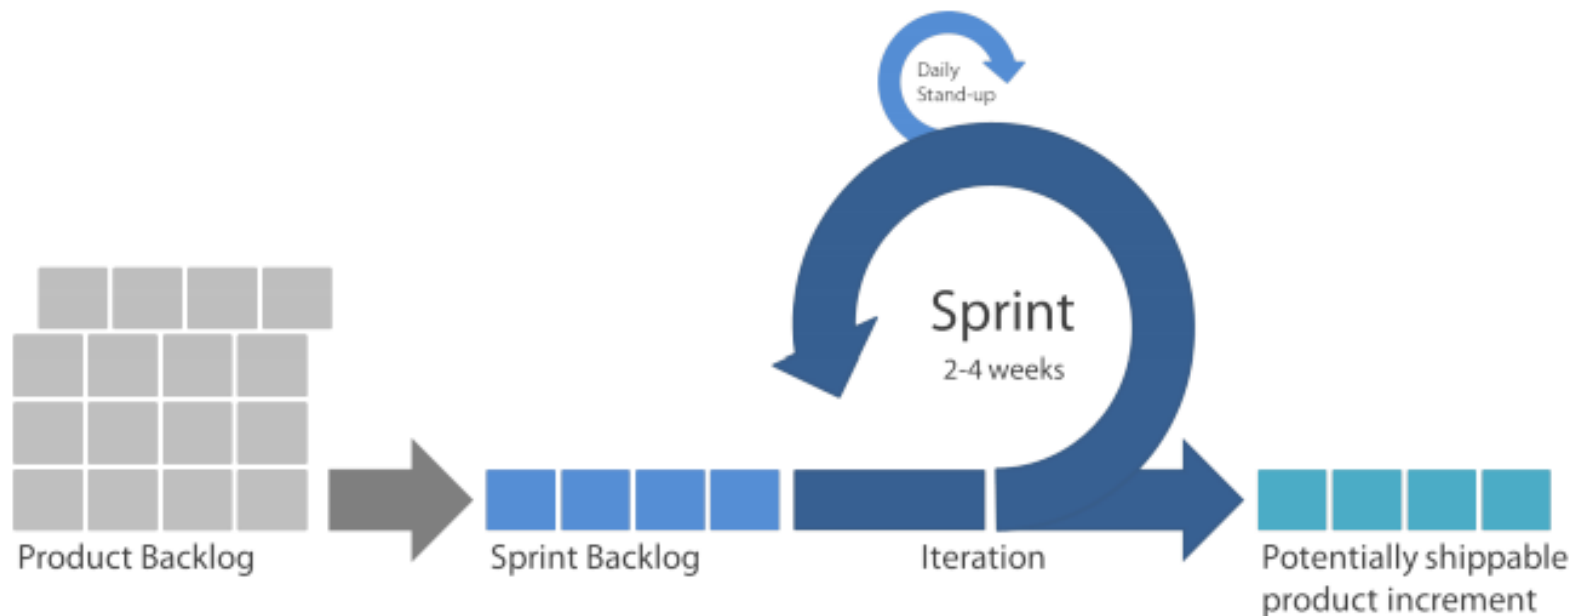 Daily
Stand-up
Sprint
2-4 weeks
Product Backlog
Sprint Backlog
Iteration
Potentially shippable
product increment